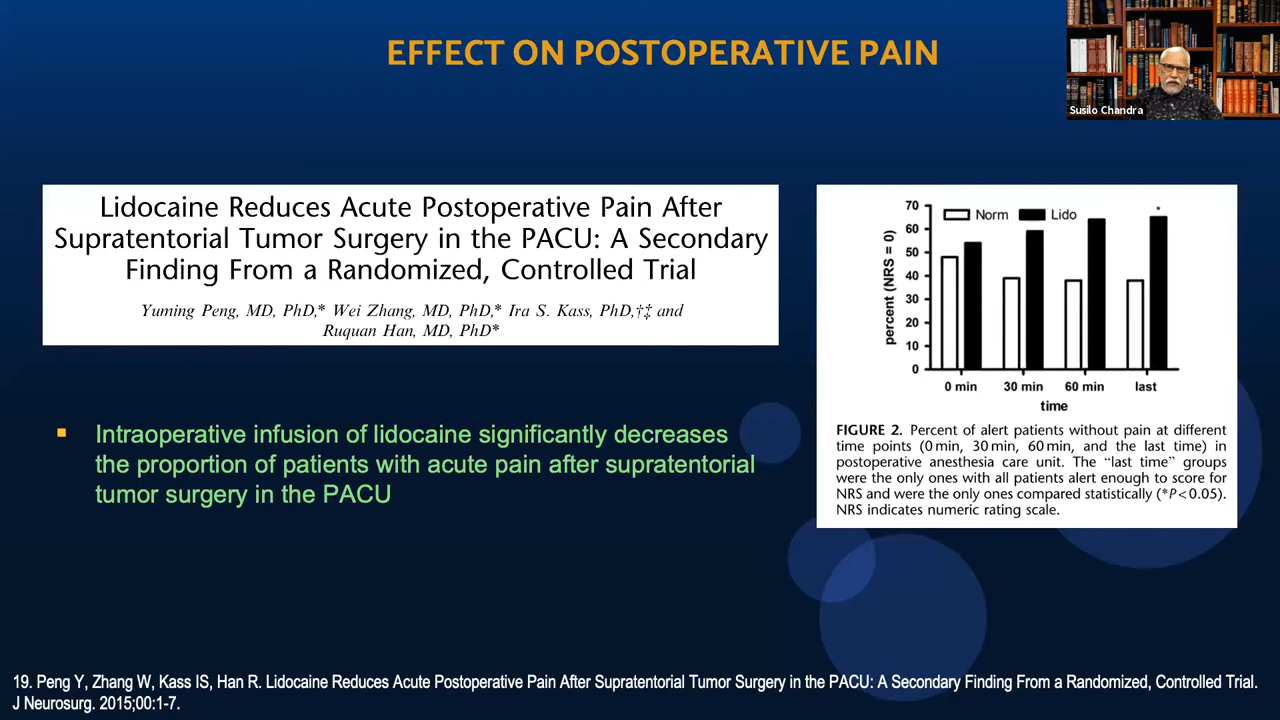 EFFECT ON POSTOPERATIVE PAIN
Susilo Chandra
Lidocaine Reduces Acute Postoperative Pain After
Supratentorial Tumor Surgery in the PACU: A Secondary
Finding From a Randomized, Controlled Trial
Yuming Peng, MD, PhD,* Wei Zhang, MD, PhD,* Ira S. Kass, PhD,†‡ and
Ruquan Han, MD, PhD*
▪ Intraoperative infusion of lidocaine significantly decreases
the proportion of patients with acute pain after supratentorial
tumor surgery in the PACU
percent (NRS = 0)
70
60
50
40
30
20
10
0
Norm Lido
*
0 min 30 min 60 min last
time
FIGURE 2. Percent of alert patients without pain at different
time points (0 min, 30 min, 60 min, and the last time) in
postoperative anesthesia care unit. The “last time” groups
were the only ones with all patients alert enough to score for
NRS and were the only ones compared statistically (*P<0.05).
NRS indicates numeric rating scale.
19. Peng Y, Zhang W, Kass IS, Han R. Lidocaine Reduces Acute Postoperative Pain After Supratentorial Tumor Surgery in the PACU: A Secondary Finding From a Randomized, Controlled Trial.
J Neurosurg. 2015;00:1-7.